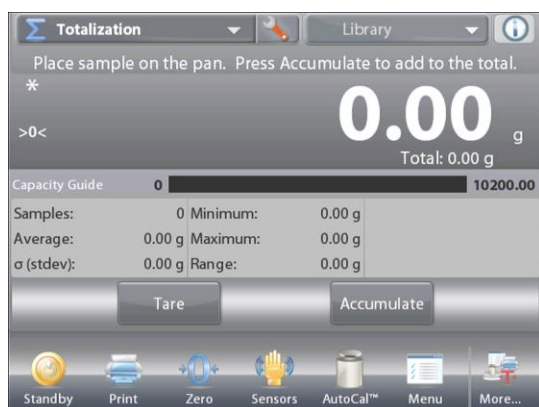 Σ Totalization Library
Place sample on the pan. Press Accumulate to add to the total.
*
0.00 g
>0<
Total: 0.00 g
Capacity Guide 0 10200.00
Samples: 0 Minimum: 0.00 g
Average: 0.00 g Maximum: 0.00 g
σ (stdev): 0.00 g Range: 0.00 g
Tare Accumulate
0
Standby Print Zero Sensors AutoCal™ Menu More...